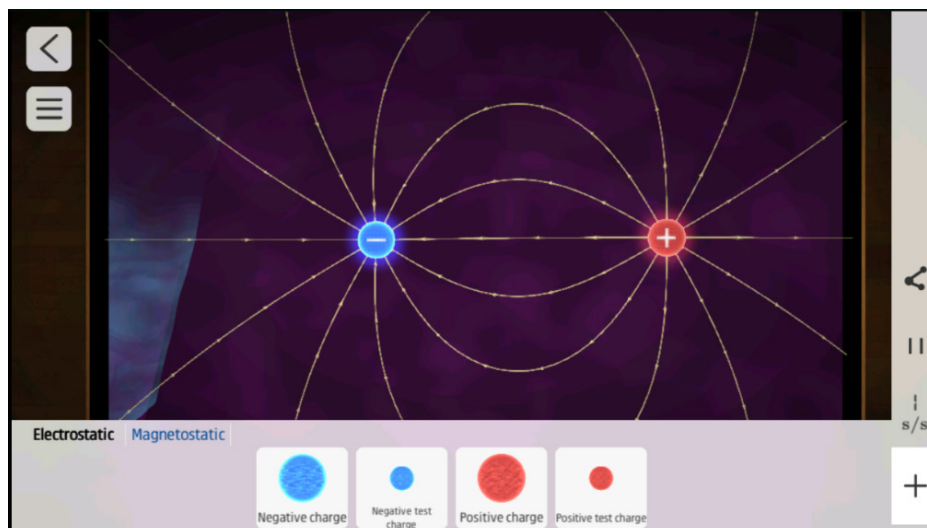 −
+
s/s
Electrostatic Magnetostatic
Negative charge
Negative test
charge
Positive charge
Positive test charge